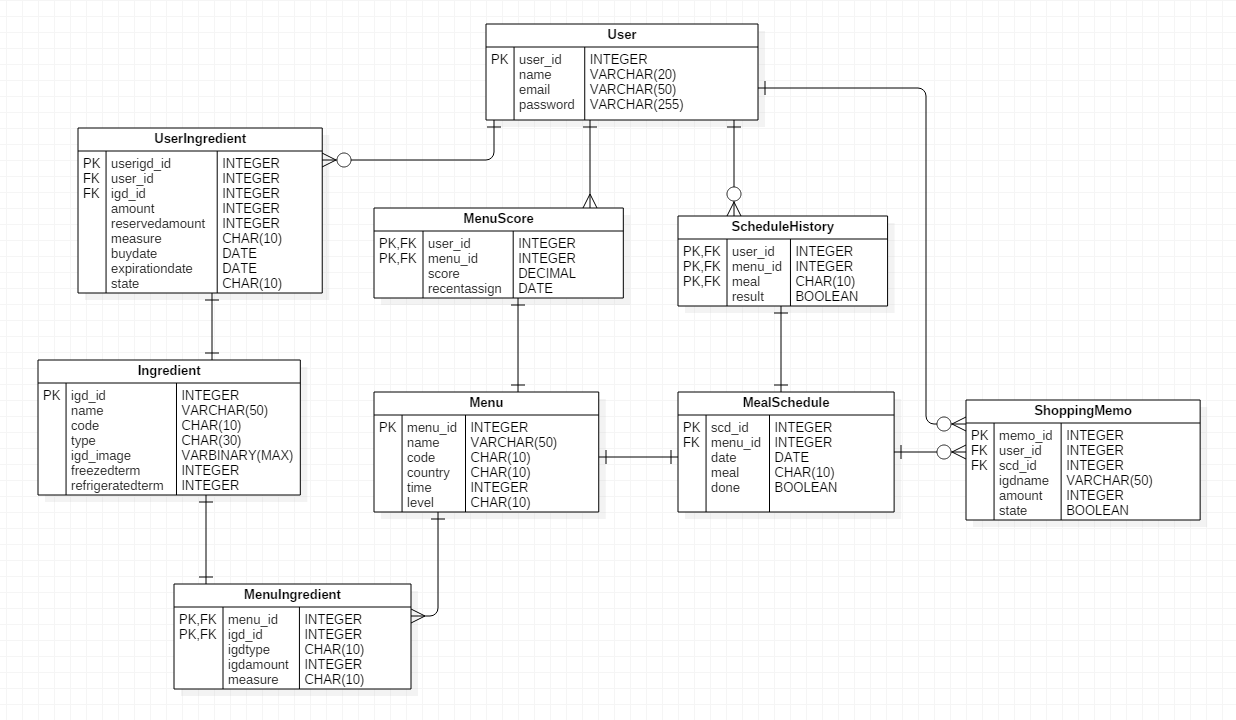 User
PK user_id INTEGER
name VARCHAR(20)
email VARCHAR(50)
password VARCHAR(255)
UserIngredient
PK userigd_id INTEGER
FK user_id INTEGER
FK igd_id INTEGER
amount INTEGER
reservedamount INTEGER
measure CHAR(10)
buydate DATE
expirationdate DATE
state CHAR(10)
MenuScore
PK,FK user_id INTEGER
PK,FK menu_id INTEGER
score DECIMAL
recentassign DATE
ScheduleHistory
PK,FK user_id INTEGER
PK,FK menu_id INTEGER
PK,FK meal CHAR(10)
result BOOLEAN
Ingredient
PK igd_id INTEGER
name VARCHAR(50)
code CHAR(10)
type CHAR(30)
igd_image VARBINARY(MAX)
freezedterm INTEGER
refrigeratedterm INTEGER
Menu
PK menu_id INTEGER
name VARCHAR(50)
code CHAR(10)
country CHAR(10)
time INTEGER
level CHAR(10)
MealSchedule
PK scd_id INTEGER
FK menu_id INTEGER
date DATE
meal CHAR(10)
done BOOLEAN
ShoppingMemo
PK memo_id INTEGER
FK user_id INTEGER
FK scd_id INTEGER
igdname VARCHAR(50)
amount INTEGER
state BOOLEAN
MenuIngredient
PK,FK menu_id INTEGER
PK,FK igd_id INTEGER
igdtype CHAR(10)
igdamount INTEGER
measure CHAR(10)